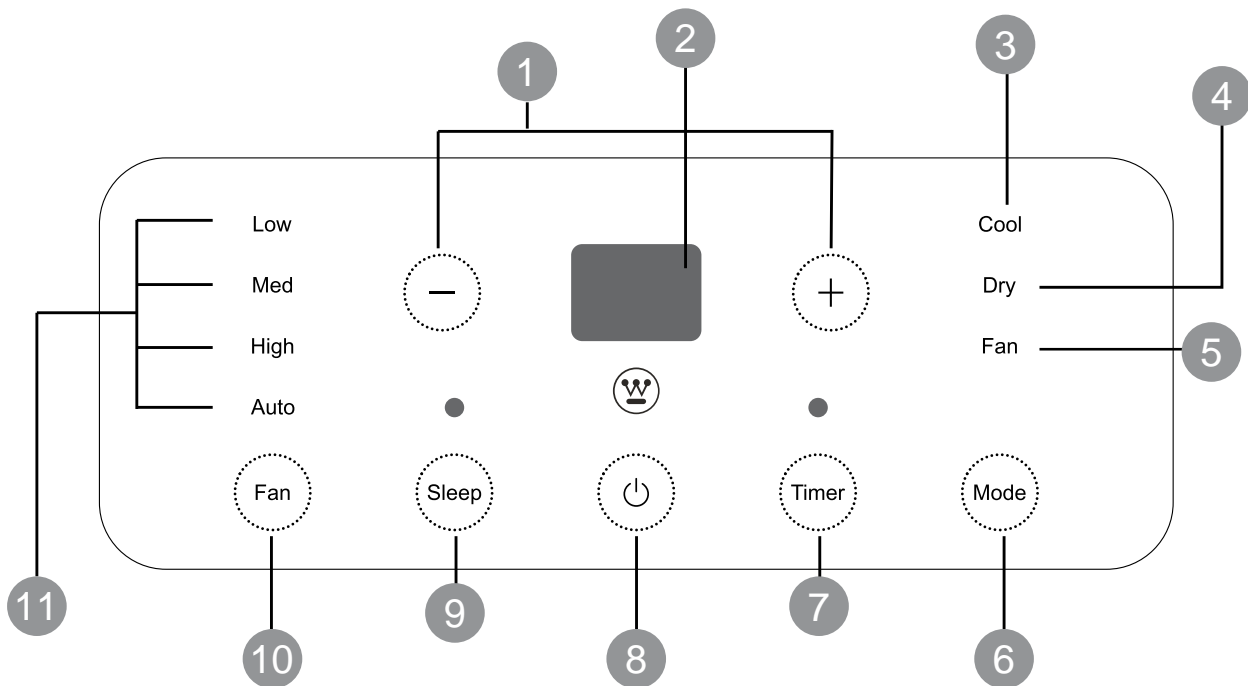 2
3
1
4
Low
Cool
Med
−
+
Dry
High
Fan
5
Auto
Fan
Sleep
Timer
Mode
11
9
7
10
8
6